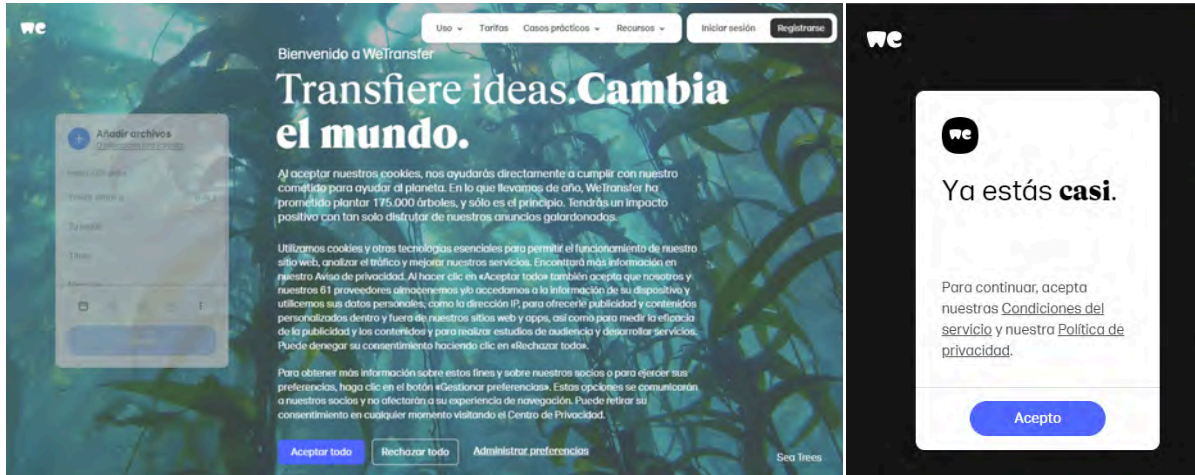 we
Uso Tarifas Casos prácticos Recursos Iniciar sesión Registrarse
Bienvenido a WeTransfer
Transfiere ideas.Cambia
el mundo.
Añadir archivos
Al aceptar nuestros cookies, nos ayudarás directamente a cumplir con nuestro
cometido para ayudar al planeta. En lo que llevamos de año, WeTransfer ha
prometido plantar 175.000 árboles, y sólo es el principio. Tendrás un impacto
positivo con tan solo disfrutar de nuestros anuncios galardonados.
Utilizamos cookies y otras tecnologías esenciales para permitir el funcionamiento de nuestro
sitio web, analizar el tráfico y mejorar nuestros servicios. Encontrará más información en
nuestro Aviso de privacidad. Al hacer clic en «Aceptar todo» también acepta que nosotros y
nuestros 61 proveedores almacenemos y/o accedamos a la información de su dispositivo y
utilicemos sus datos personales, como la dirección IP, para ofrecerle publicidad y contenidos
personalizados dentro y fuera de nuestros sitios web y apps, así como para medir la eficacia
de la publicidad y los contenidos y para realizar estudios de audiencia y desarrollar servicios.
Puede denegar su consentimiento haciendo clic en «Rechazar todo».
Título
Para obtener más información sobre estos fines y sobre nuestros socios o para ejercer sus
preferencias, haga clic en el botón «Gestionar preferencias». Estas opciones se comunicarán
a nuestros socios y no afectarán a su experiencia de navegación. Puede retirar su
consentimiento en cualquier momento visitando el Centro de Privacidad.
Aceptar todo Rechazar todo Administrar preferencias
Sea Trees
we
we
Ya estás casi.
Para continuar, acepta
nuestras Condiciones del
servicio y nuestra Política de
privacidad.
Acepto